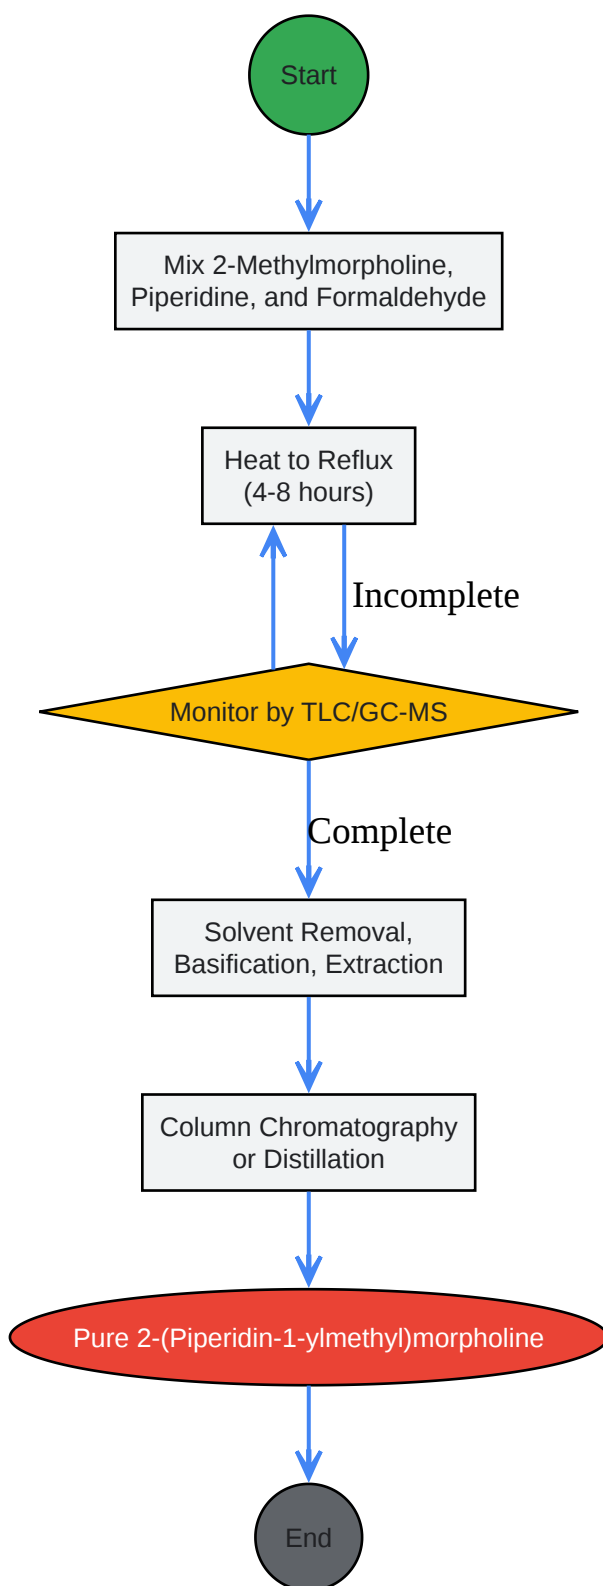 Start
Mix 2-Methylmorpholine,
Piperidine, and Formaldehyde
Heat to Reflux
(4-8 hours)
Incomplete
Monitor by TLC/GC-MS
Complete
Solvent Removal,
Basification, Extraction
Column Chromatography
or Distillation
Pure 2-(Piperidin-1-ylmethyl)morpholine
End